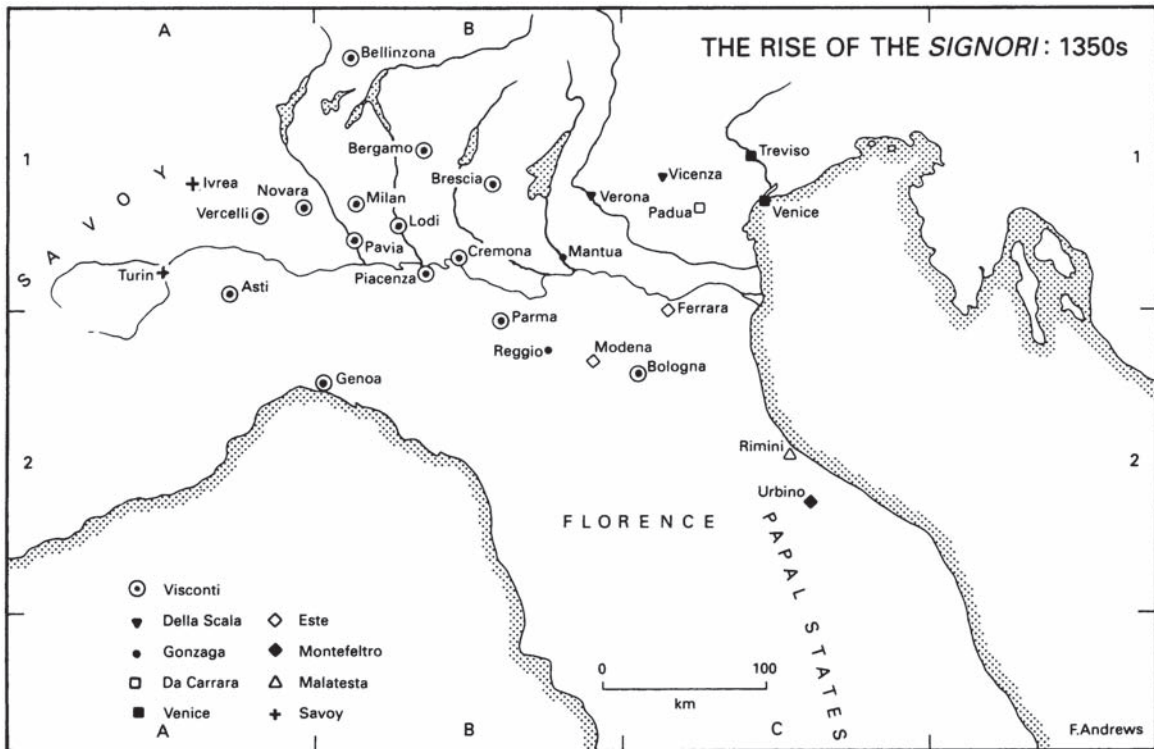 A
B
THE RISE OF THE SIGNORI: 1350s
Bellinzona
1
Bergamo
Treviso
1
SAVOY
Ivrea
Brescia
Vicenza
Novara
Milan
Verona
Vercelli
Padua
Venice
Lodi
Pavia
Cremona
Mantua
Turin
Piacenza
Asti
Ferrara
Parma
Reggio
Modena
Bologna
Genoa
Rimini
2
2
Urbino
FLORENCE
PAPAL STATES
Visconti
Della Scala
Este
Gonzaga
Montefeltro
0
100
Da Carrara
Malatesta
km
Venice
Savoy
A
B
C
F.Andrews